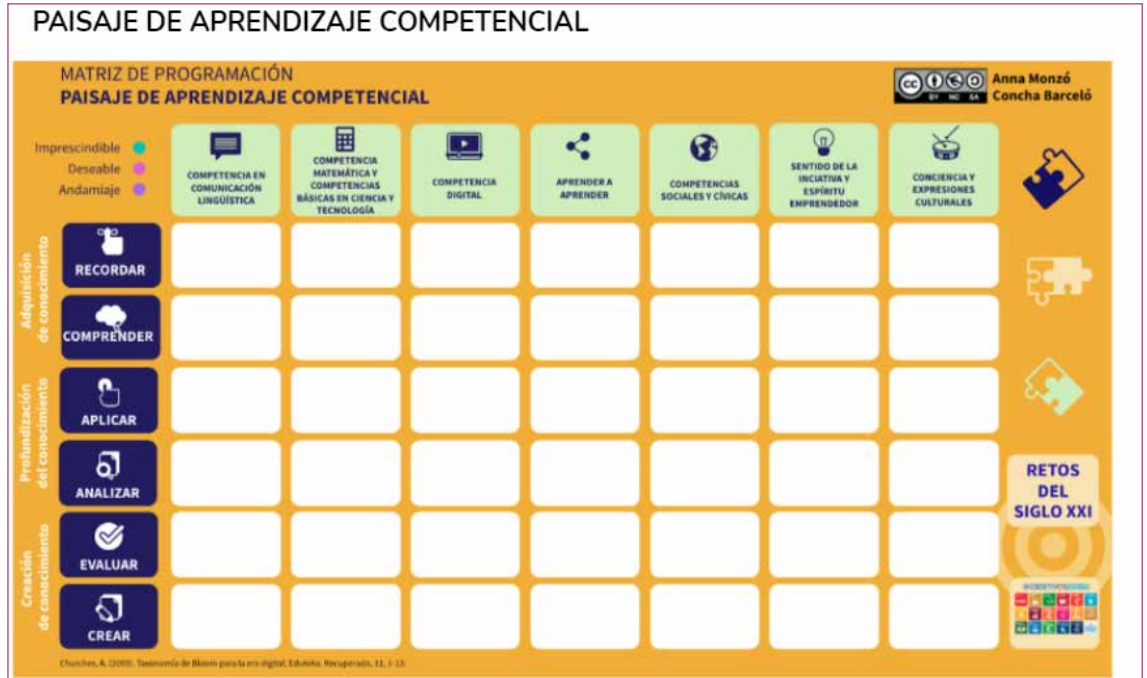 PAISAJE DE APRENDIZAJE COMPETENCIAL
MATRIZ DE PROGRAMACIÓN
PAISAJE DE APRENDIZAJE COMPETENCIAL
cc
BY NC SA
Anna Monzó
Concha Barceló
Imprescindible
Deseable
Andamiaje
COMPETENCIA EN
COMUNICACIÓN
LINGÜÍSTICA
COMPETENCIA
MATEMÁTICA Y
COMPETENCIAS
BÁSICAS EN CIENCIA Y
TECNOLOGÍA
COMPETENCIA
DIGITAL
APRENDER A
APRENDER
COMPETENCIAS
SOCIALES Y CÍVICAS
SENTIDO DE LA
INCIATIVA Y
ESPÍRITU
EMPRENDEDOR
CONCIENCIA Y
EXPRESIONES
CULTURALES
Adquisición
de conocimiento
RECORDAR
COMPRENDER
Profundización
del conocimiento
APLICAR
ANALIZAR
Creación
de conocimiento
EVALUAR
CREAR
RETOS
DEL
SIGLO XXI
Churches, A. (2009). Taxonomía de Bloom para la era digital. Eduteka. Recuperado, 11, 1-13.